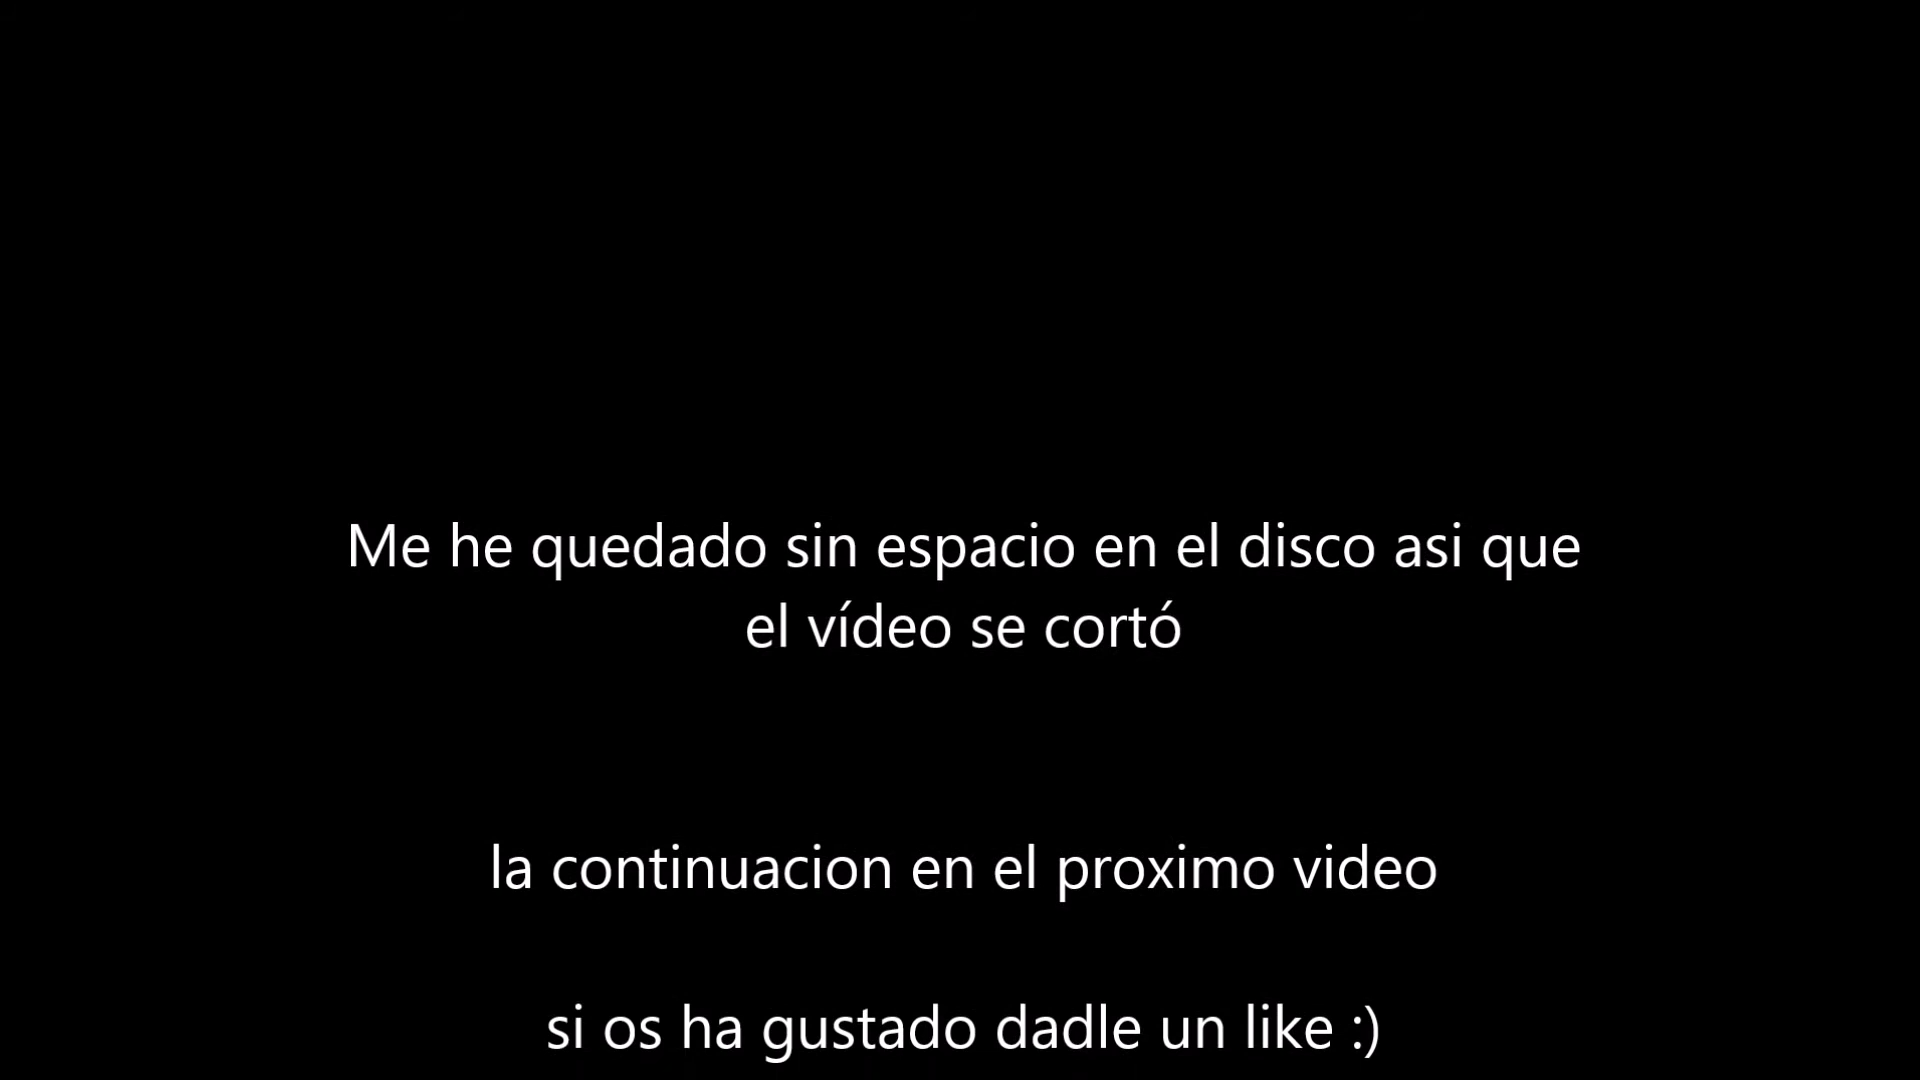 Me he quedado sin espacio en el disco asi que
el vídeo se cortó
la continuacion en el proximo video
si os ha gustado dadle un like :)